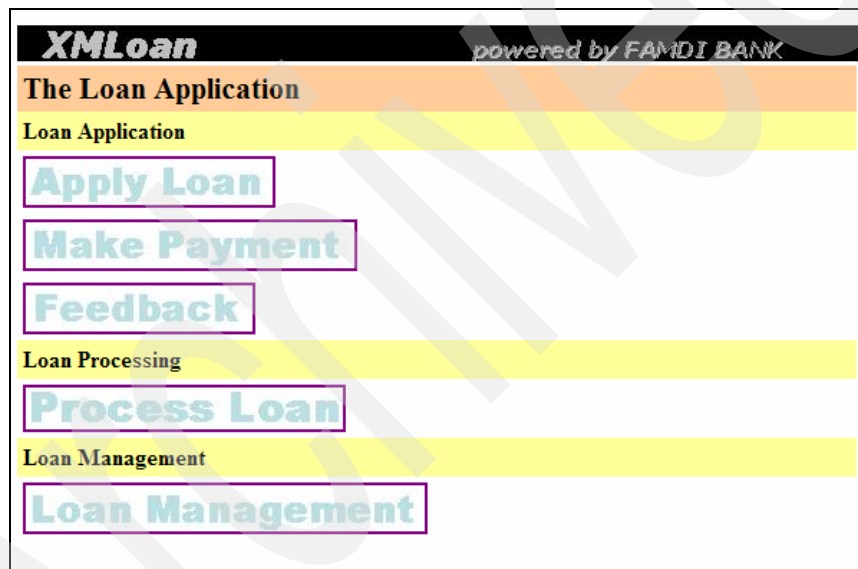 XMLoan powered by FAMDI BANK
The Loan Application
Loan Application
Apply Loan
Make Payment
Feedback
Loan Processing
Process Loan
Loan Management
Loan Management